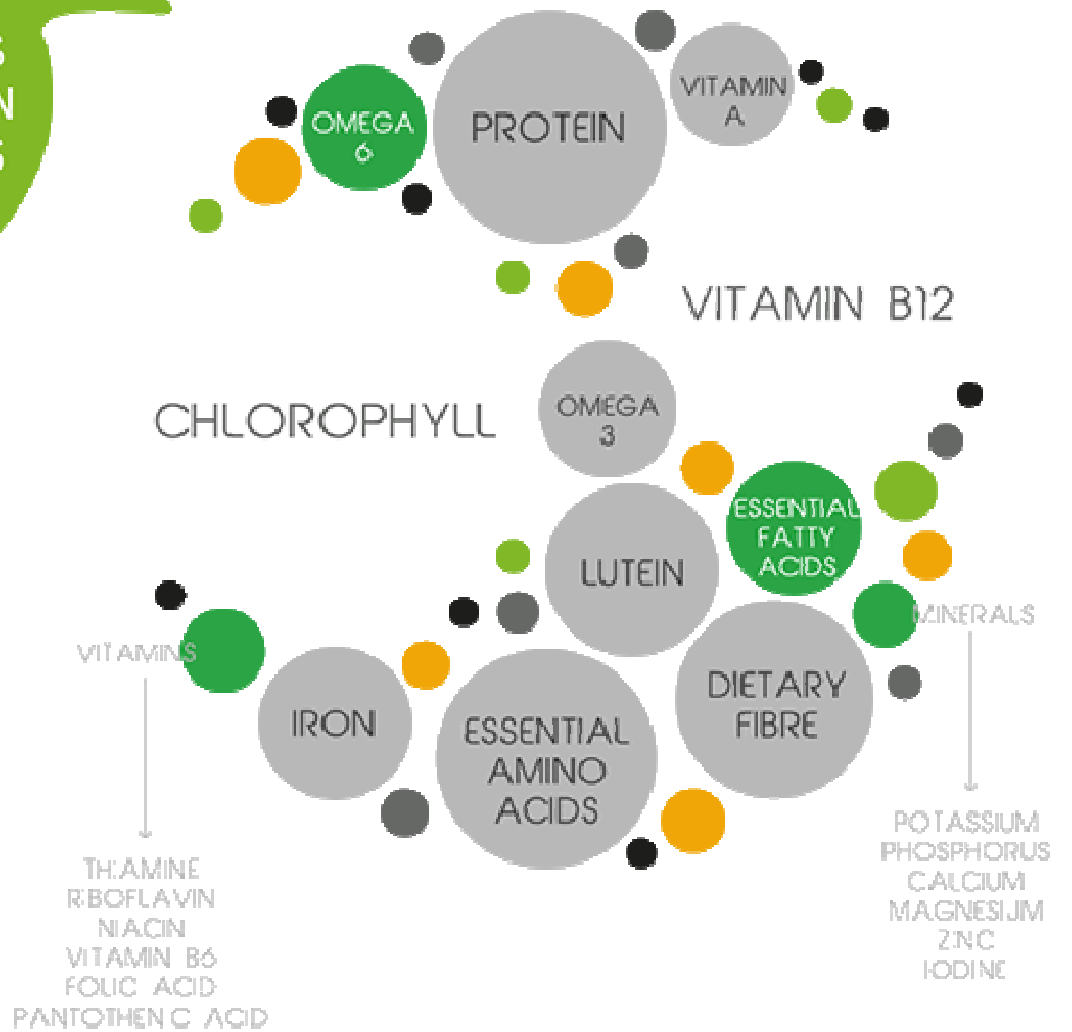 S
N
S
OMEGA
6
PROTEIN
VITAMIN
A
VITAMIN B12
CHLOROPHYLL
OMEGA
3
ESSENTIAL
FATTY
ACIDS
LUTEIN
MINERALS
VITAMINS
DIETARY
FIBRE
IRON
ESSENTIAL
AMINO
ACIDS
POTASSIUM
PHOSPHORUS
CALCIUM
MAGNESIUM
ZINC
IODINE
THIAMINE
RIBOFLAVIN
NIACIN
VITAMIN B6
FOLIC ACID
PANTOTHENIC ACID